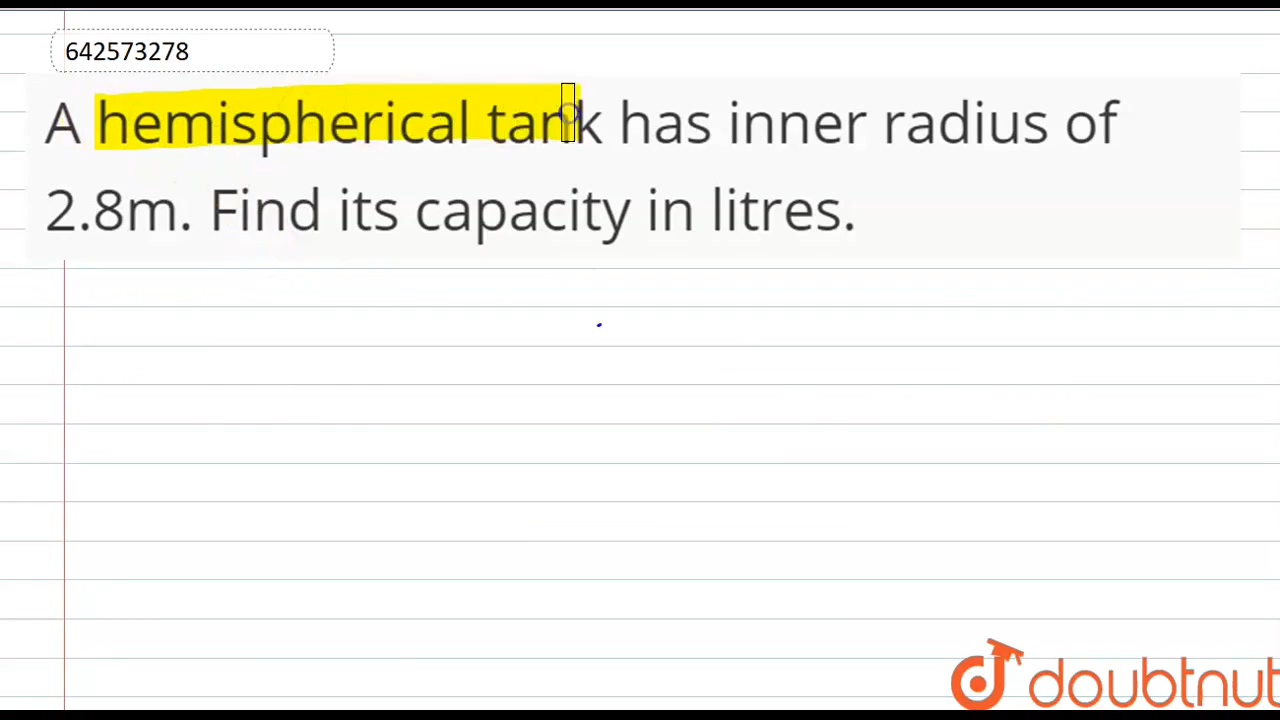 642573278
A hemispherical tank has inner radius of
2.8m. Find its capacity in litres.
doubtnut